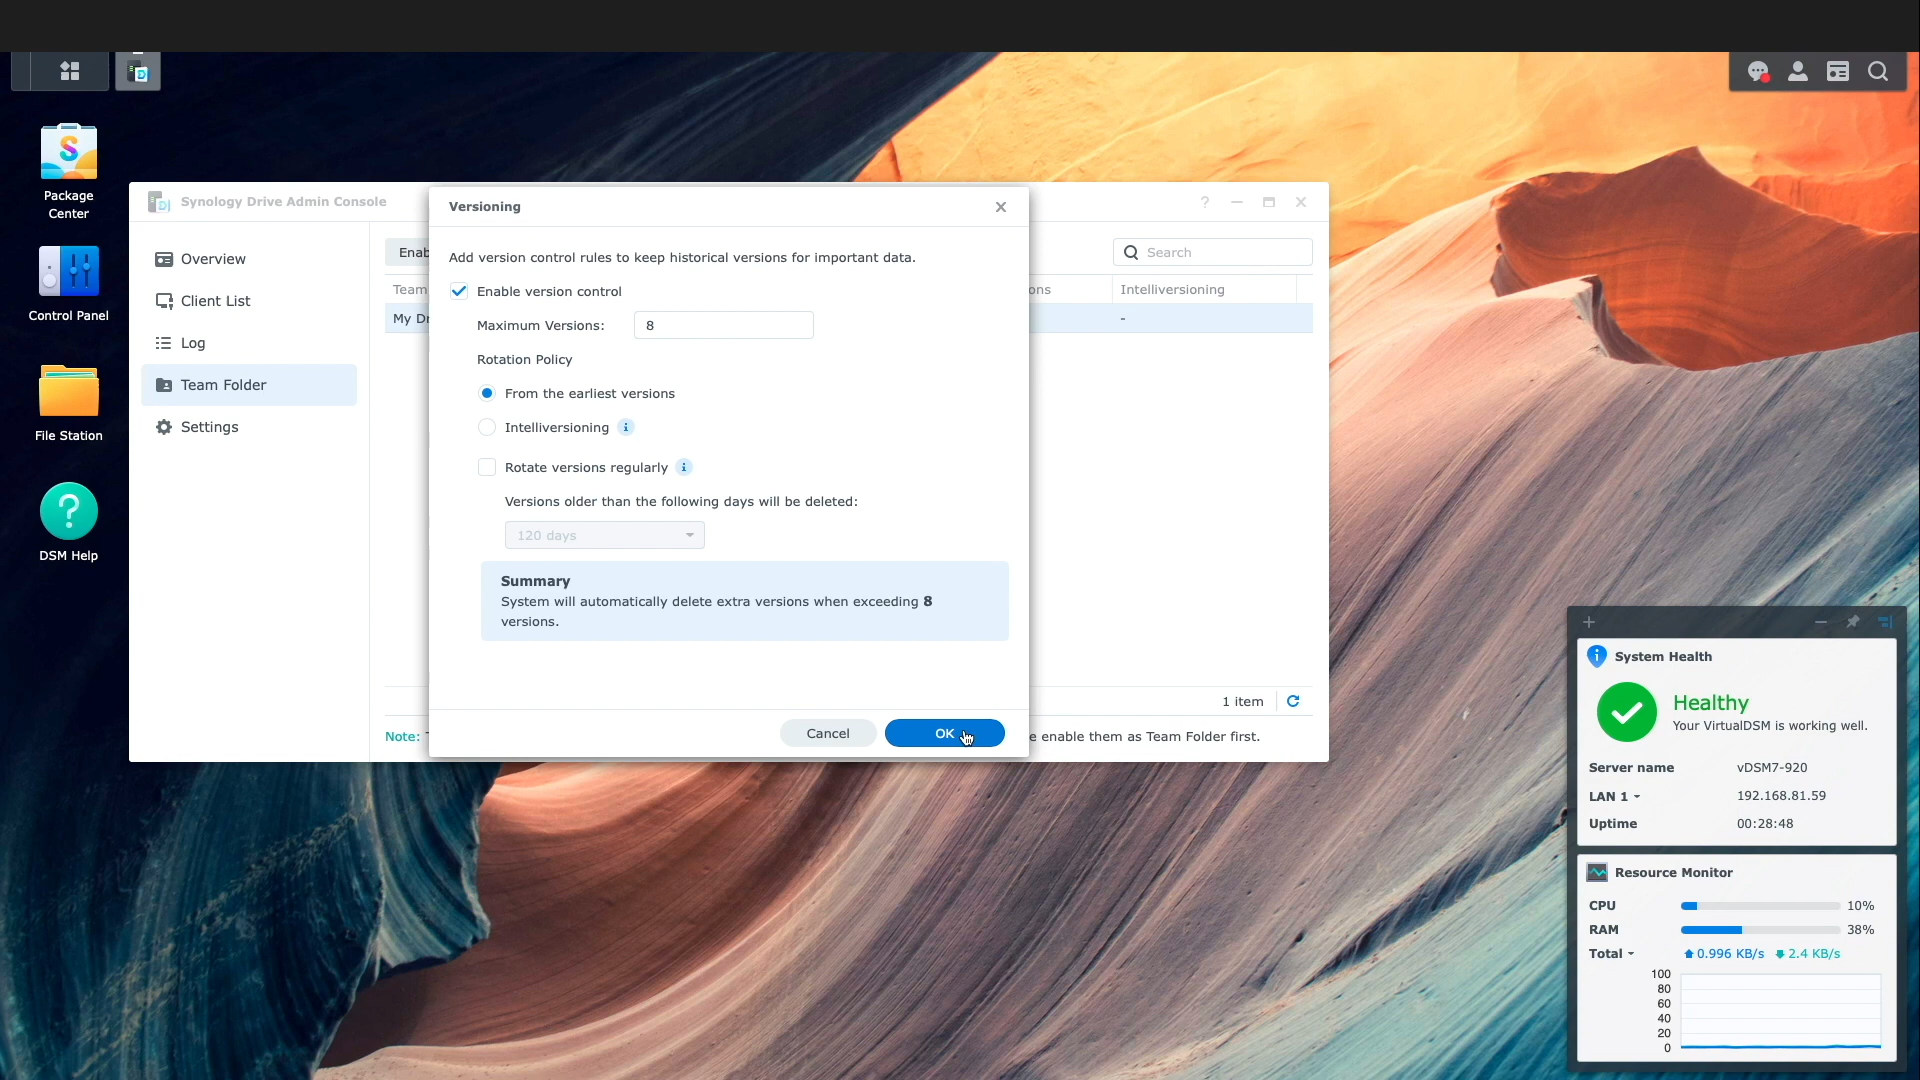 Package
Center
Control Panel
File Station
DSM Help
Synology Drive Admin Console
Overview
Client List
Log
Team Folder
Settings
Search
Team
Intelliversioning
-
1 item
Note:
enable them as Team Folder first.
Versioning
Add version control rules to keep historical versions for important data.
Enable version control
Maximum Versions: 8
Rotation Policy
From the earliest versions
Intelliversioning
Rotate versions regularly
Versions older than the following days will be deleted:
120 days
Summary
System will automatically delete extra versions when exceeding 8
versions.
Cancel
OK
System Health
Healthy
Your VirtualDSM is working well.
Server name vDSM7-920
LAN 1 192.168.81.59
Uptime 00:28:48
Resource Monitor
CPU 10%
RAM 38%
Total 0.996 KB/s 2.4 KB/s
100
80
60
40
20
0